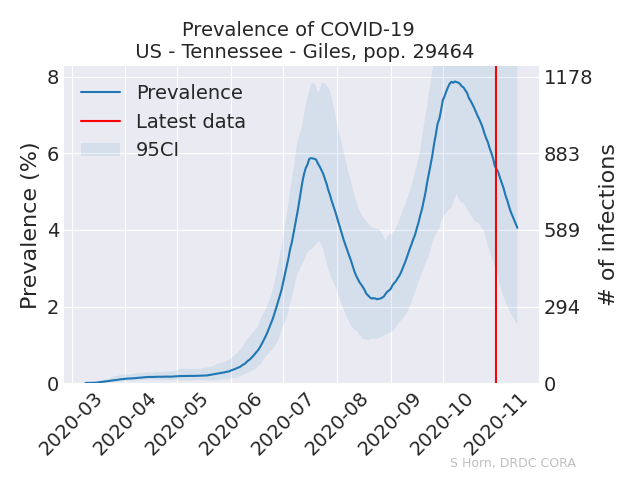 Prevalence of COVID-19
US - Tennessee - Giles, pop. 29464
Prevalence
Latest data
95CI
Prevalence (%)
8
6
4
2
0
1178
883
589
294
0
# of infections
2020-03
2020-04
2020-05
2020-06
2020-07
2020-08
2020-09
2020-10
2020-11
S Horn, DRDC CORA